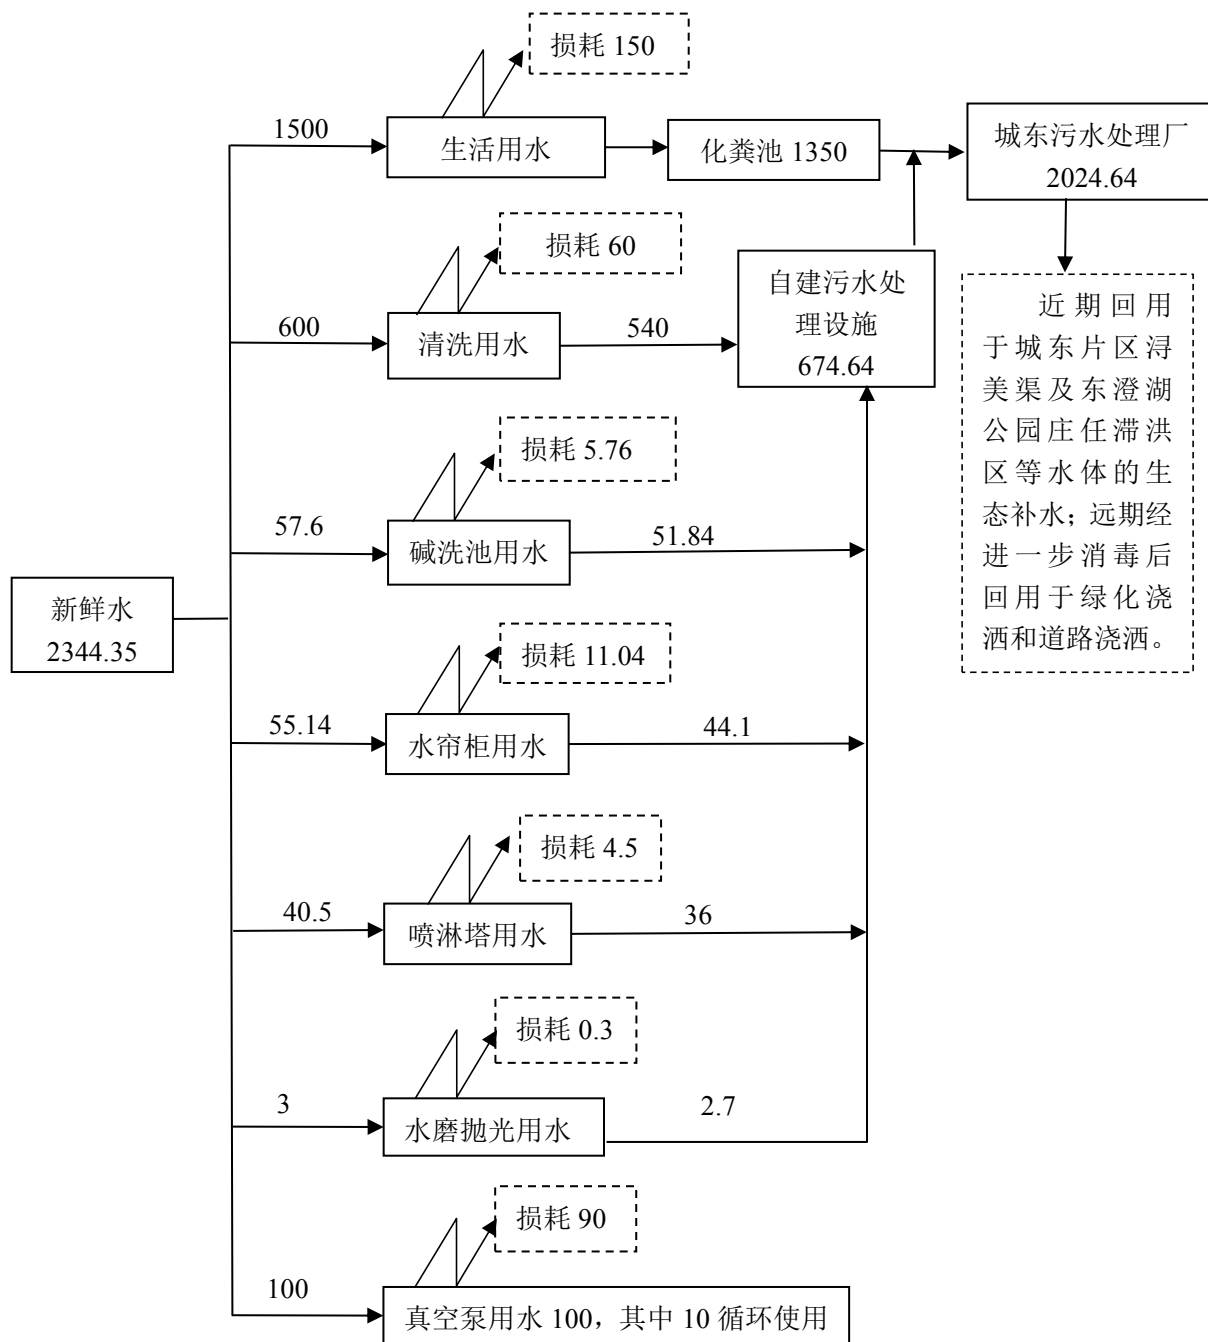 损耗 150
1500
生活用水
化粪池 1350
城东污水处理厂
2024.64
损耗 60
600
清洗用水
540
自建污水处
理设施
674.64
近期回用
于城东片区浔
美渠及东澄湖
公园庄任滞洪
区等水体的生
态补水；远期经
进一步消毒后
回用于绿化浇
洒和道路浇洒。
损耗 5.76
57.6
碱洗池用水
51.84
新鲜水
2344.35
损耗 11.04
55.14
水帘柜用水
44.1
损耗 4.5
40.5
喷淋塔用水
36
损耗 0.3
3
水磨抛光用水
2.7
损耗 90
100
真空泵用水 100，其中 10 循环使用